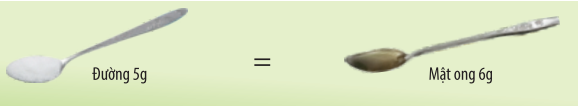 Đường 5g = Mật ong 6g